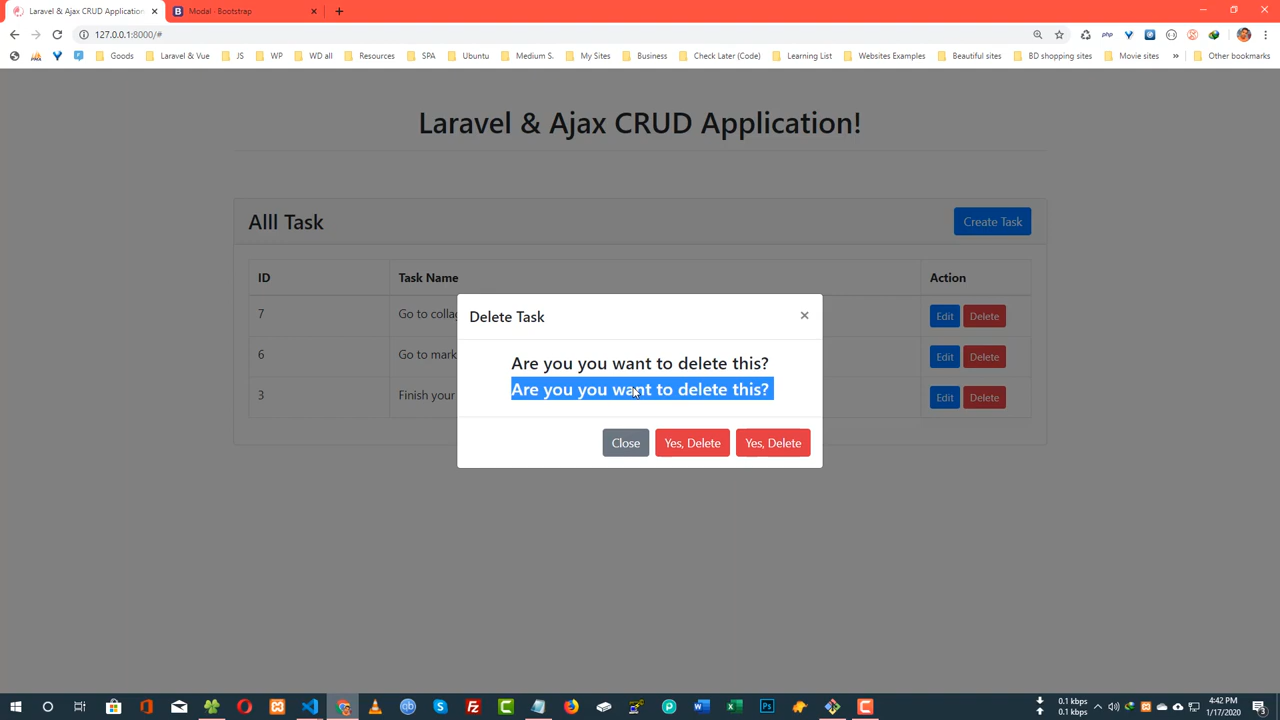 Laravel & Ajax CRUD Application
Modal · Bootstrap
127.0.0.1:8000/#
Goods
Laravel & Vue
JS
WP
WD all
Resources
SPA
Ubuntu
Medium S.
My Sites
Business
Check Later (Code)
Learning List
Websites Examples
Beautiful sites
BD shopping sites
Movie sites
»
Other bookmarks
Laravel & Ajax CRUD Application!
Alll Task
Create Task
ID Task Name Action
7 Go to colla Edit Delete
6 Go to mark Edit Delete
3 Finish your Edit Delete
Delete Task ×
Are you you want to delete this?
Are you you want to delete this?
Close Yes, Delete Yes, Delete
0.1 kbps
0.1 kbps
4:42 PM
1/17/2020